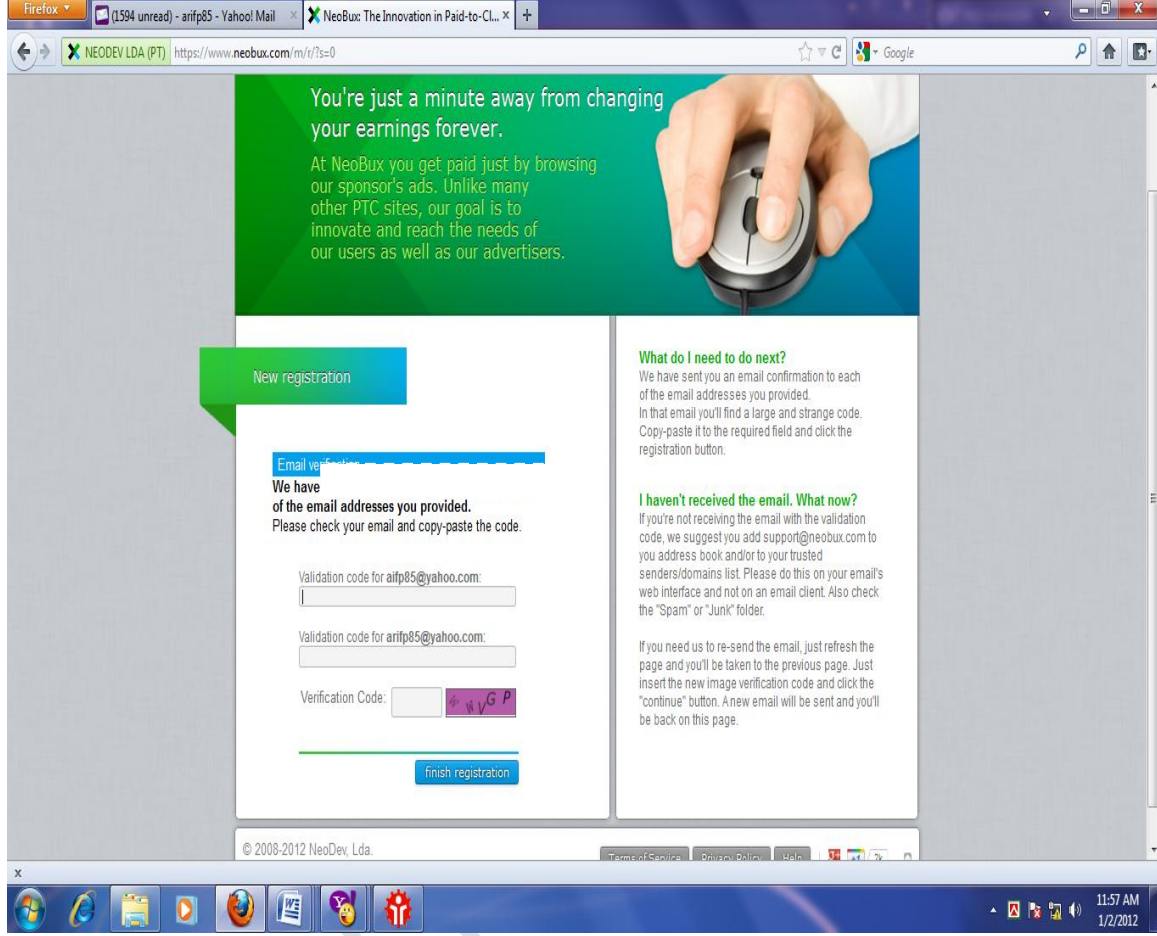 Firefox
(1594 unread) - arifp85 - Yahoo! Mail
NeoBux: The Innovation in Paid-to-Cl...
NEODEV LDA (PT)
https://www.neobux.com/m/r/?s=0
Google
You're just a minute away from changing
your earnings forever.
At NeoBux you get paid just by browsing
our sponsor's ads. Unlike many
other PTC sites, our goal is to
innovate and reach the needs of
our users as well as our advertisers.
New registration
Email
We have
of the email addresses you provided.
Please check your email and copy-paste the code.
Validation code for aifp85@yahoo.com:
Validation code for arifp85@yahoo.com:
Verification Code:
W V G P
finish registration
What do I need to do next?
We have sent you an email confirmation to each
of the email addresses you provided.
In that email you'll find a large and strange code.
Copy-paste it to the required field and click the
registration button.
I haven't received the email. What now?
If you're not receiving the email with the validation
code, we suggest you add support@neobux.com to
you address book and/or to your trusted
senders/domains list. Please do this on your email's
web interface and not on an email client. Also check
the "Spam" or "Junk" folder.
If you need us to re-send the email, just refresh the
page and you'll be taken to the previous page. Just
insert the new image verification code and click the
"continue" button. A new email will be sent and you'll
be back on this page.
© 2008-2012 NeoDev, Lda.
Terms of Service
Privacy Policy
Help
x
11:57 AM
1/2/2012